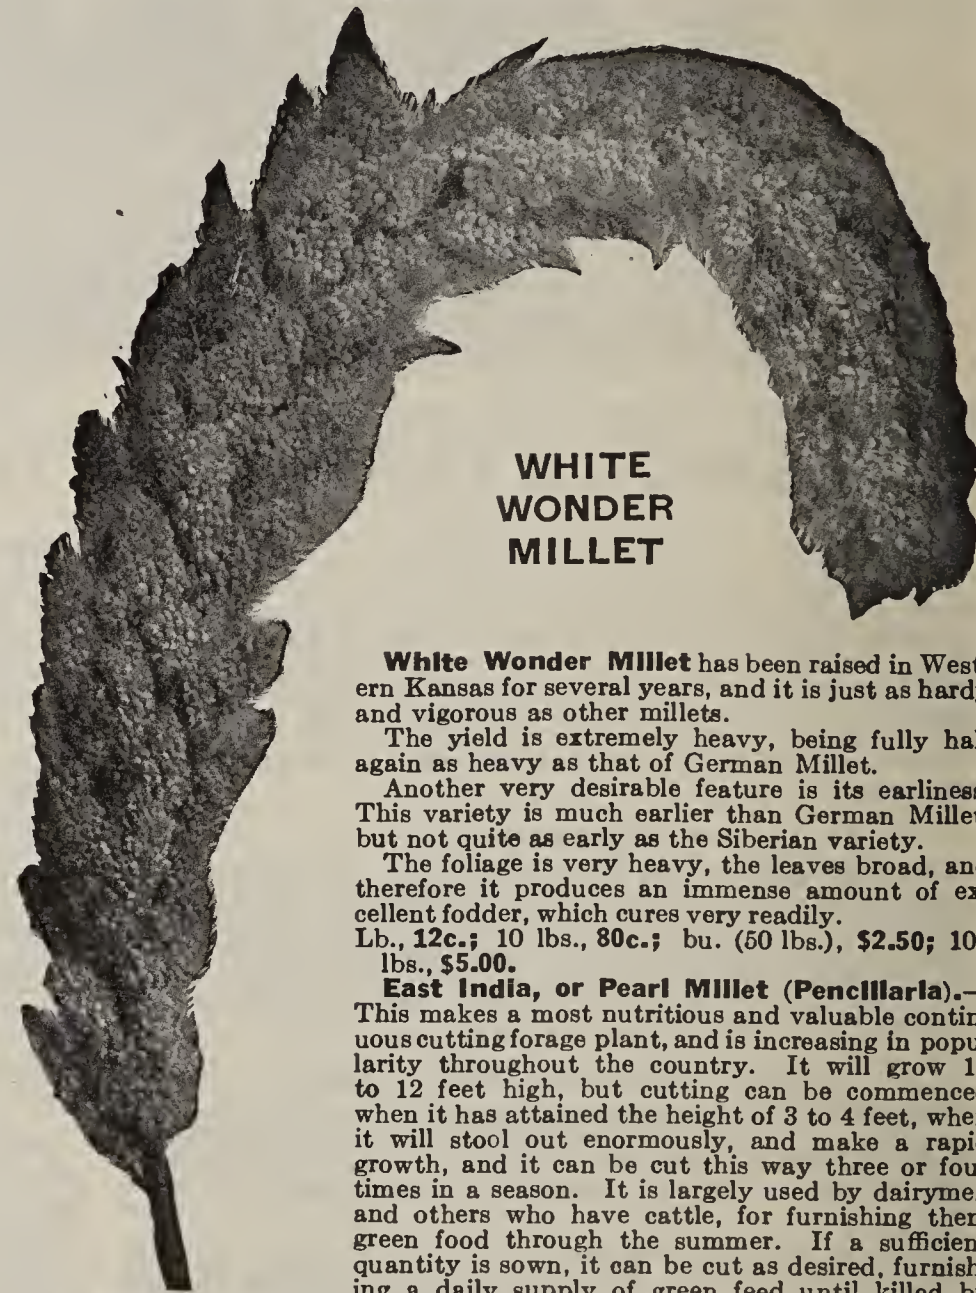 WHITE
WONDER
MILLET
White Wonder Millet has been raised in West
ern Kansas for several years, and it is just as hard
and vigorous as other millets.
The yield is extremely heavy, being fully hal
again as heavy as that of German Millet.
Another very desirable feature is its earliness
This variety is much earlier than German Millet
but not quite as early as the Siberian variety.
The foliage is very heavy, the leaves broad, an
therefore it produces an immense amount of ex
cellent fodder, which cures very readily.
Lb., 12c.; 10 lbs., 80c.; bu. (50 lbs.), $2.50; 10
lbs., $5.00.
East India, or Pearl Millet (Pencillaria).—
This makes a most nutritious and valuable contin
uous cutting forage plant, and is increasing in popu
larity throughout the country. It will grow 1
to 12 feet high, but cutting can be commence
when it has attained the height of 3 to 4 feet, whe
it will stool out enormously, and make a rapi
growth, and it can be cut this way three or fou
times in a season. It is largely used by dairyme
and others who have cattle, for furnishing them
green food through the summer. If a sufficien
quantity is sown, it can be cut as desired, furnish
ing a daily supply of green feed until killed b